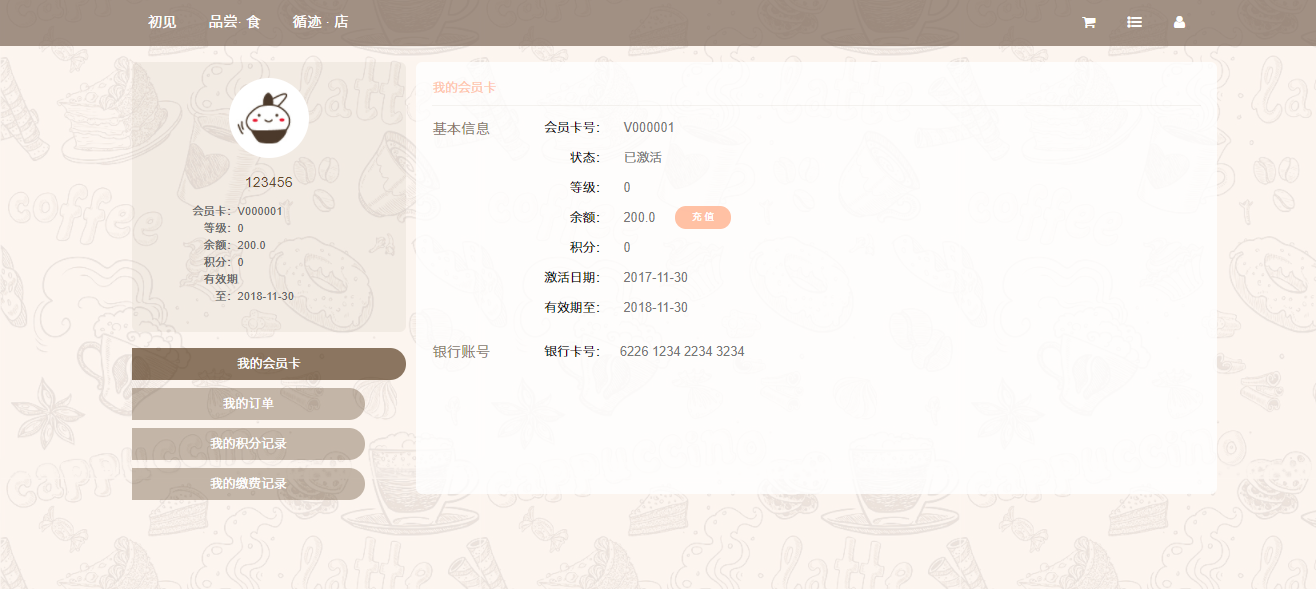 初见 品尝· 食 循迹 · 店
123456
会员卡: V000001
等级: 0
余额: 200.0
积分: 0
有效期
至: 2018-11-30
我的会员卡
我的订单
我的积分记录
我的缴费记录
我的会员卡
基本信息 会员卡号: V000001
状态: 已激活
等级: 0
余额: 200.0 充 值
积分: 0
激活日期: 2017-11-30
有效期至: 2018-11-30
银行账号 银行卡号: 6226 1234 2234 3234
coffee
latte
cappuccino